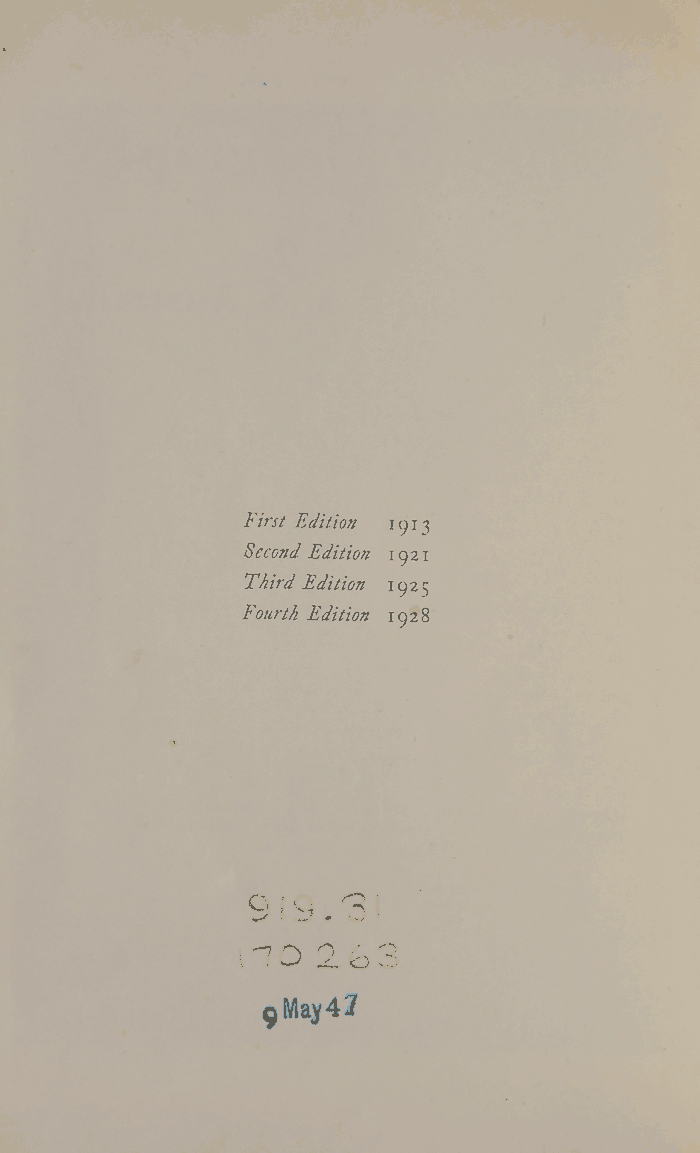 First Edition 1913
Second Edition 1921
Third Edition 1925
Fourth Edition 1928
919.31
170263
9 May 47